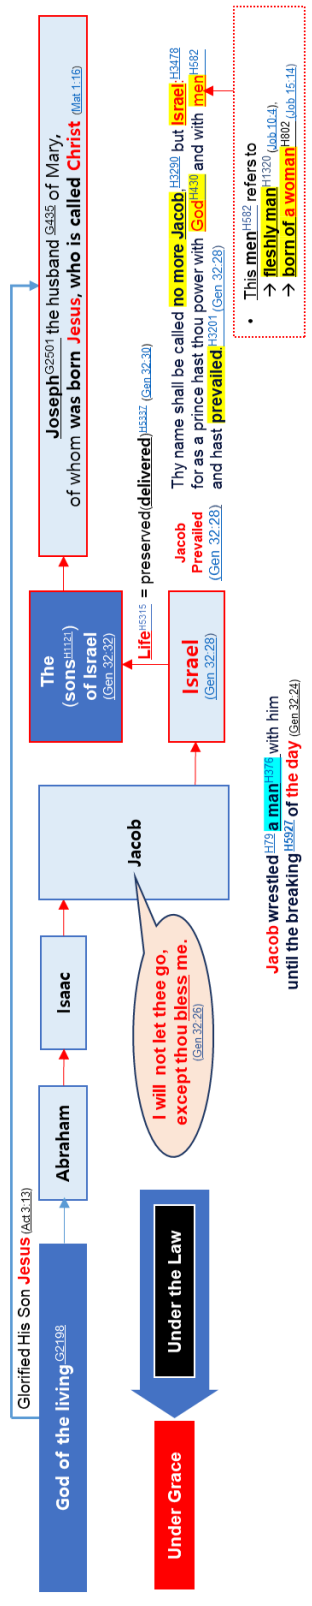 Glorified His Son Jesus (Act 3:13)
God of the living G2198
Abraham
Isaac
Jacob
The
(sons H1121)
of Israel
(Gen 32:32)
Joseph G2501 the husband G435 of Mary,
of whom was born Jesus, who is called Christ (Mat 1:16)
Life H5315 = preserved(delivered) H5337 (Gen 32:30)
Israel
(Gen 32:28)
Jacob
Prevailed
(Gen 32:28)
Thy name shall be called no more Jacob, H3290 but Israel: H3478
for as a prince hast thou power with God H430 and with men H582
and hast prevailed. H3201 (Gen 32:28)
• This men H582 refers to
→ fleshly man H1320 (Job 10:4),
→ born of a woman H802 (Job 15:14)
I will not let thee go,
except thou bless me.
(Gen 32:26)
Jacob wrestled H79 a man H376 with him
until the breaking H5927 of the day (Gen 32:24)
Under Grace
Under the Law